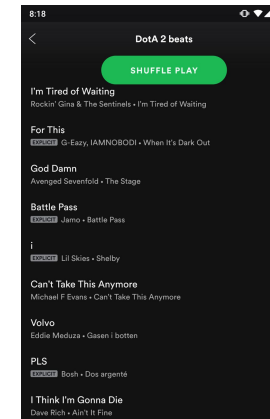 8:18
DotA 2 beats
SHUFFLE PLAY
I'm Tired of Waiting
Rockin' Gina & The Sentinels • I'm Tired of Waiting
For This
EXPLICIT G-Eazy, IAMNOBODI • When It's Dark Out
God Damn
Avenged Sevenfold • The Stage
Battle Pass
EXPLICIT Jamo • Battle Pass
i
EXPLICIT Lil Skies • Shelby
Can't Take This Anymore
Michael F Evans • Can't Take This Anymore
Volvo
Eddie Meduza • Gasen i botten
PLS
EXPLICIT Bosh • Dos argenté
I Think I'm Gonna Die
Dave Rich • Ain't It Fine